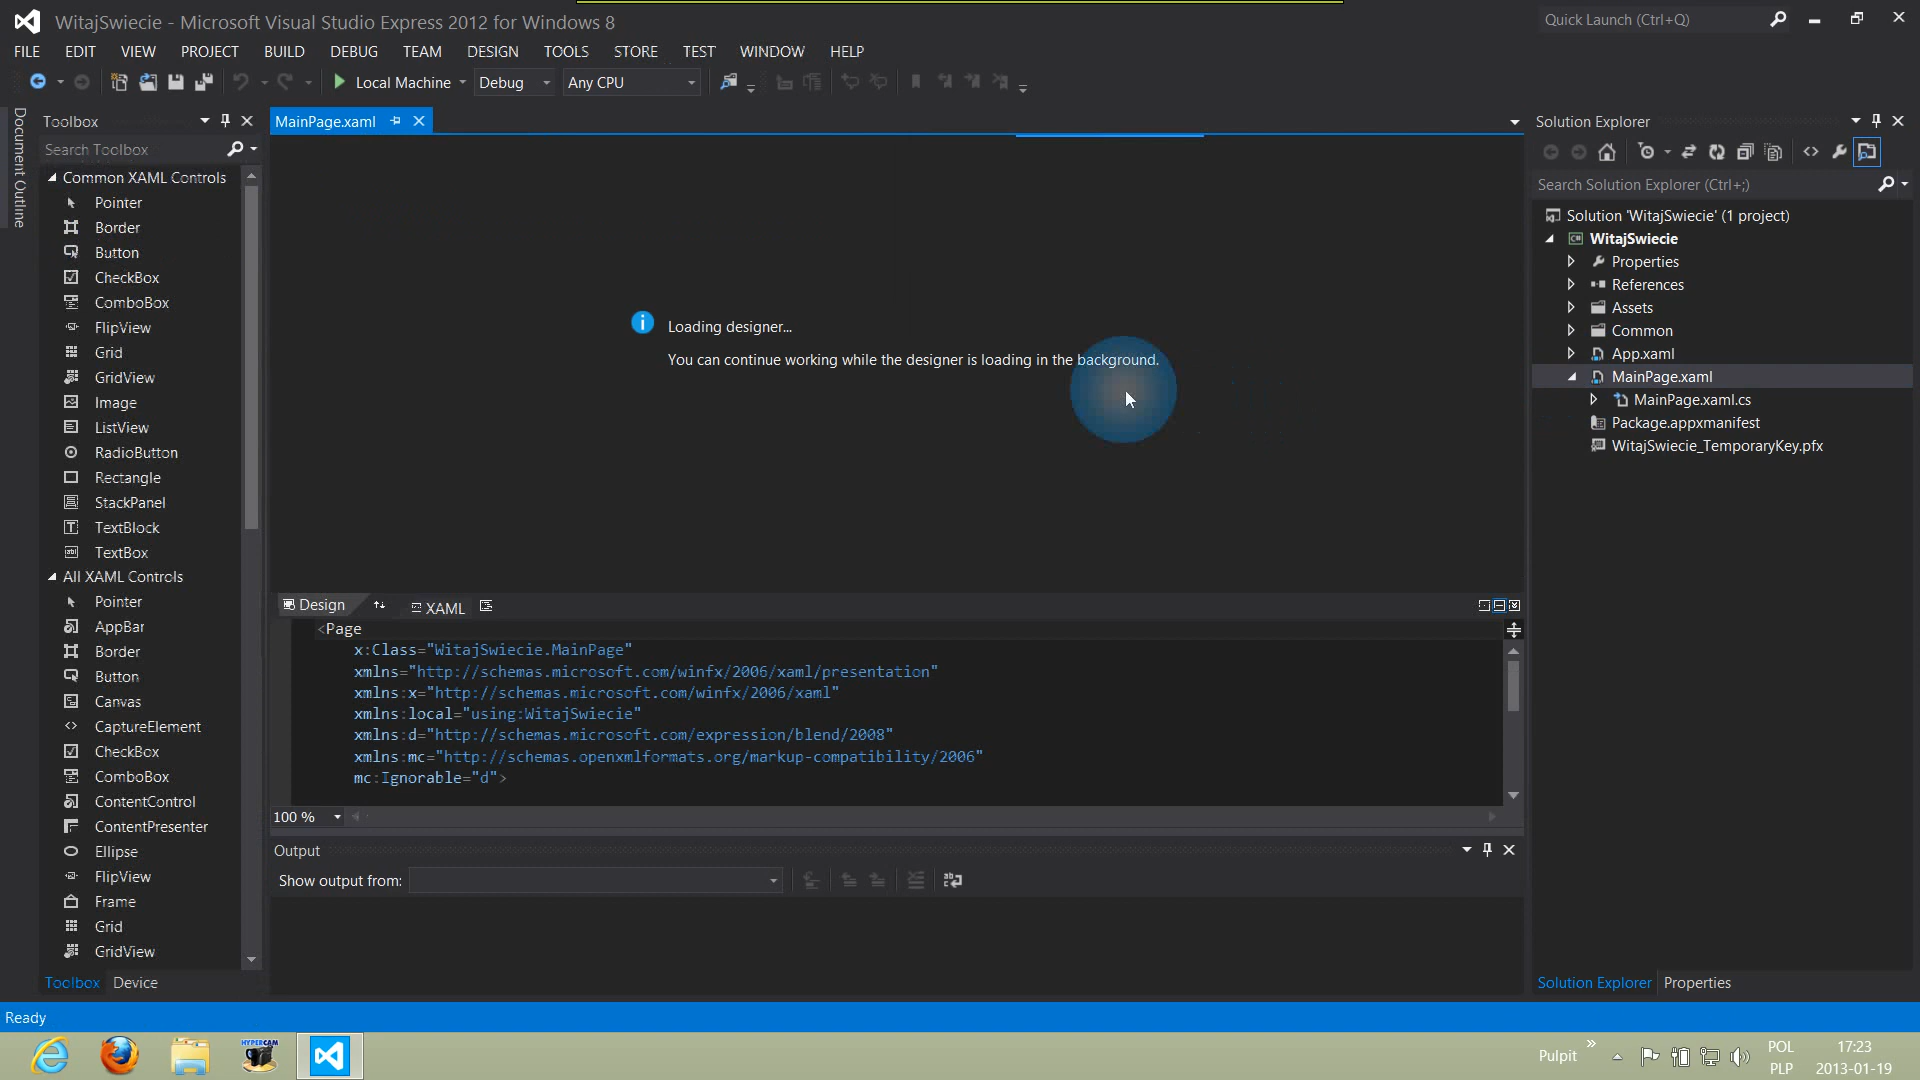 WitajSwiecie - Microsoft Visual Studio Express 2012 for Windows 8
Quick Launch (Ctrl+Q)
FILE EDIT VIEW PROJECT BUILD DEBUG TEAM DESIGN TOOLS STORE TEST WINDOW HELP
Local Machine Debug Any CPU
Document Outline
Toolbox
Search Toolbox
Common XAML Controls
Pointer
Border
Button
CheckBox
ComboBox
FlipView
Grid
GridView
Image
ListView
RadioButton
Rectangle
StackPanel
TextBlock
TextBox
All XAML Controls
Pointer
AppBar
Border
Button
Canvas
CaptureElement
CheckBox
ComboBox
ContentControl
ContentPresenter
Ellipse
FlipView
Frame
Grid
GridView
Toolbox Device
MainPage.xaml
Loading designer...
You can continue working while the designer is loading in the background.
Design XAML
<Page
x:Class="WitajSwiecie.MainPage"
xmlns="http://schemas.microsoft.com/winfx/2006/xaml/presentation"
xmlns:x="http://schemas.microsoft.com/winfx/2006/xaml"
xmlns:local="using:WitajSwiecie"
xmlns:d="http://schemas.microsoft.com/expression/blend/2008"
xmlns:mc="http://schemas.openxmlformats.org/markup-compatibility/2006"
mc:Ignorable="d">
100 %
Output
Show output from:
Solution Explorer
Search Solution Explorer (Ctrl+;)
Solution 'WitajSwiecie' (1 project)
WitajSwiecie
Properties
References
Assets
Common
App.xaml
MainPage.xaml
MainPage.xaml.cs
Package.appxmanifest
WitajSwiecie_TemporaryKey.pfx
Solution Explorer Properties
Ready
HYPERCAM
Pulpit
POL
PLP
17:23
2013-01-19